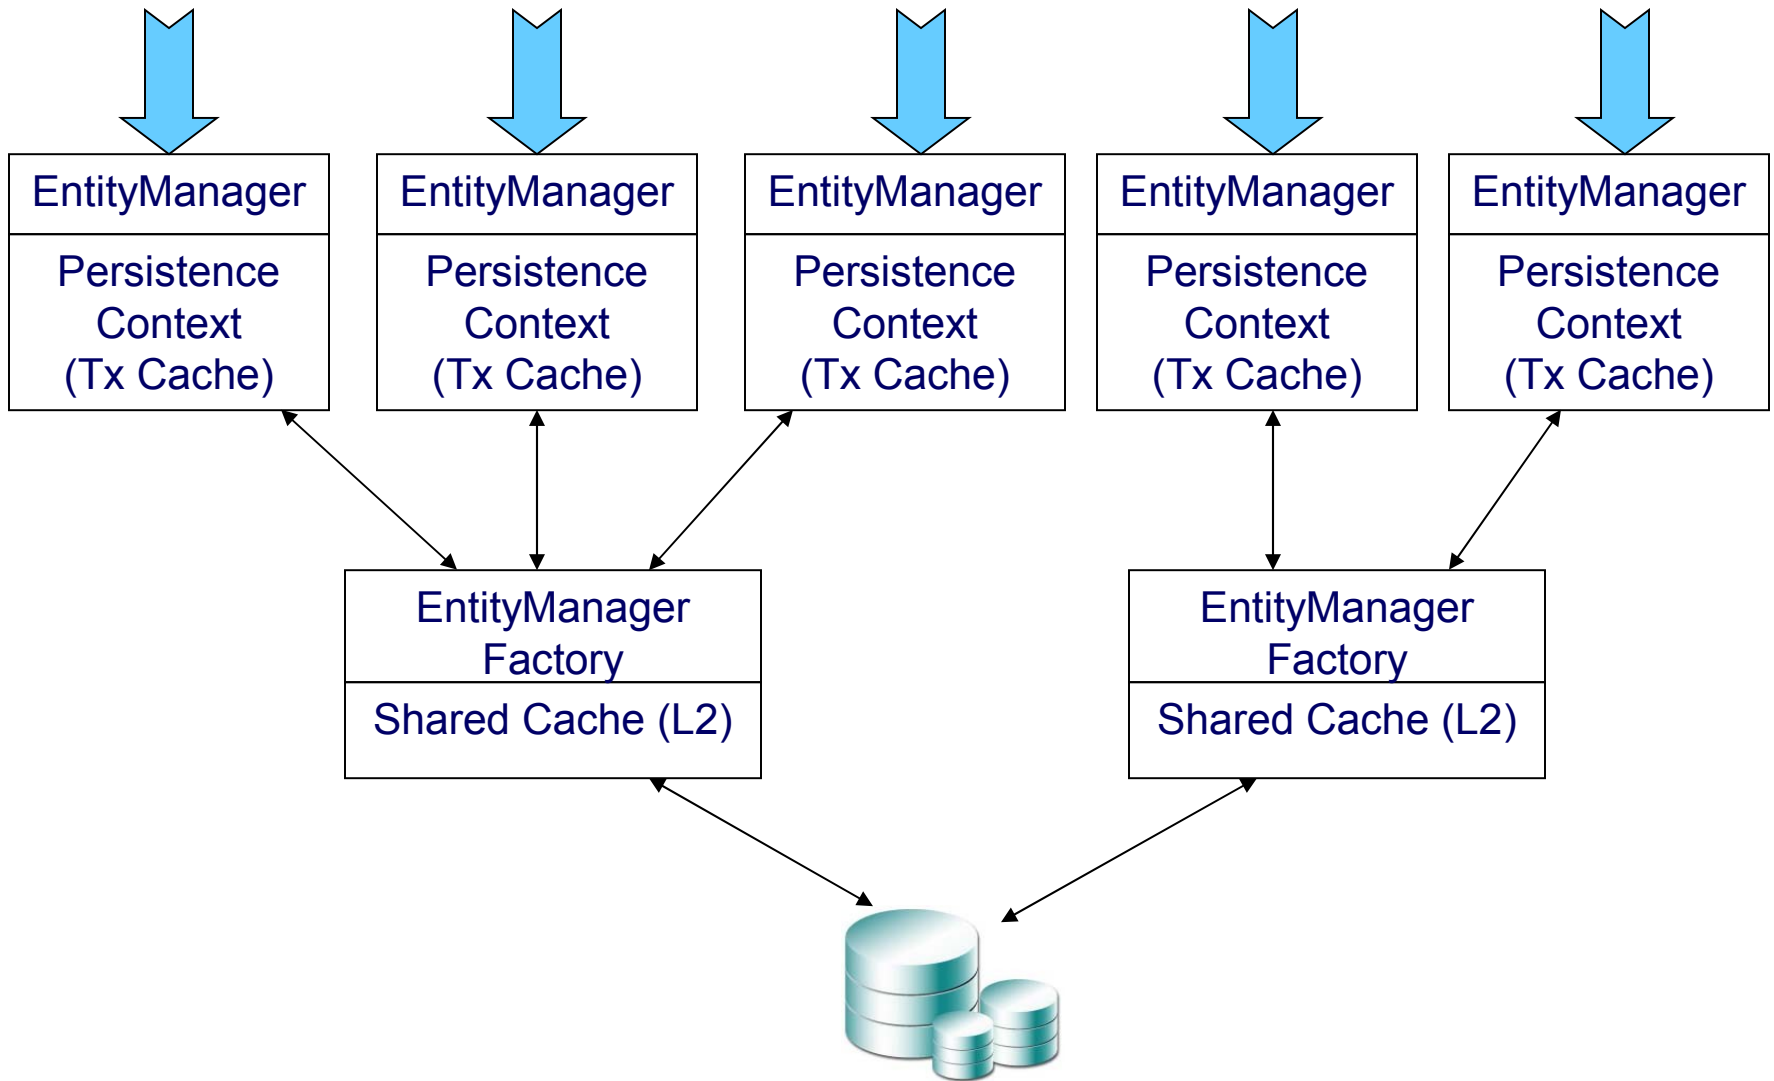 EntityManager
Persistence
Context
(Tx Cache)
EntityManager
Persistence
Context
(Tx Cache)
EntityManager
Persistence
Context
(Tx Cache)
EntityManager
Persistence
Context
(Tx Cache)
EntityManager
Persistence
Context
(Tx Cache)
EntityManager
Factory
Shared Cache (L2)
EntityManager
Factory
Shared Cache (L2)